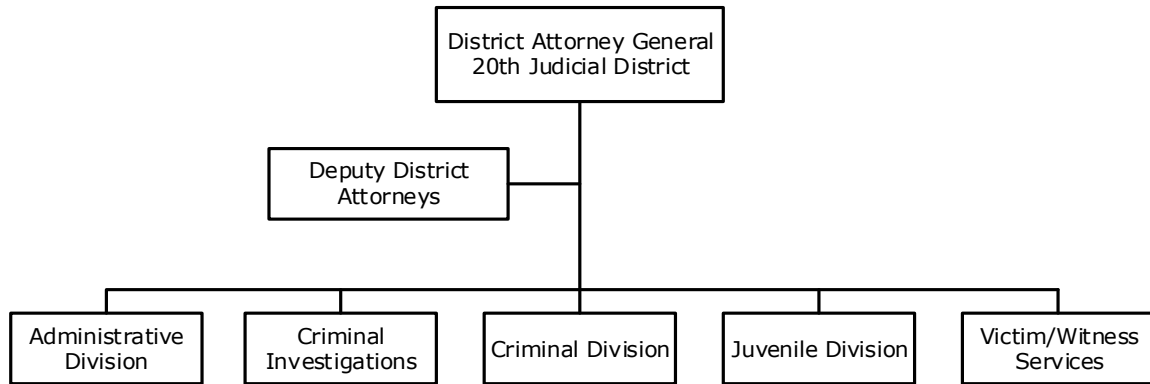 District Attorney General
20th Judicial District
Deputy District
Attorneys
Administrative
Division
Criminal
Investigations
Criminal Division
Juvenile Division
Victim/Witness
Services